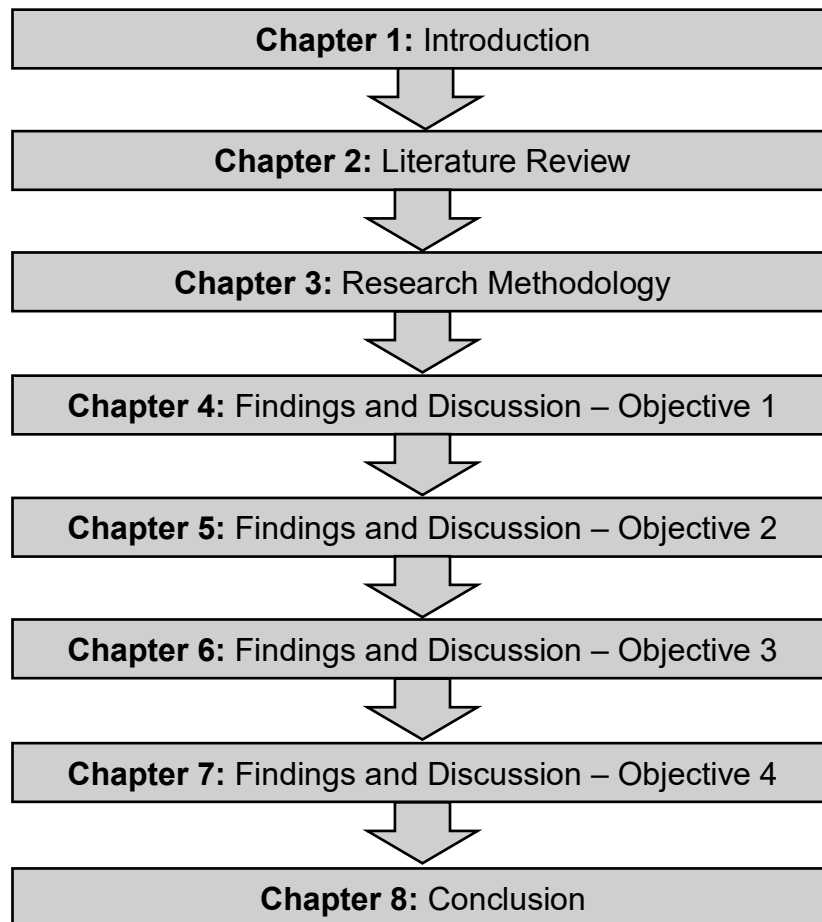 Chapter 1: Introduction
Chapter 2: Literature Review
Chapter 3: Research Methodology
Chapter 4: Findings and Discussion – Objective 1
Chapter 5: Findings and Discussion – Objective 2
Chapter 6: Findings and Discussion – Objective 3
Chapter 7: Findings and Discussion – Objective 4
Chapter 8: Conclusion